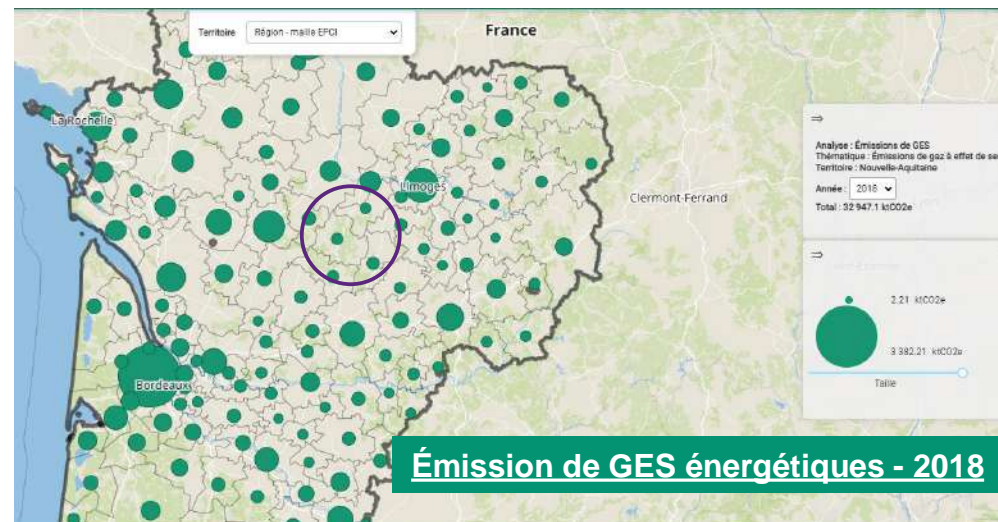 Territoire Région - maille EPCI
France
La Rochelle
Limoges
Clermont-Ferrand
Bordeaux
⇒
Analyse : Émissions de GES
Thématique : Émissions de gaz à effet de se
Territoire : Nouvelle-Aquitaine
Année : 2018
Total : 32 947.1 ktCO2e
⇒
2.21 ktCO2e
3 382.21 ktCO2e
Taille
Émission de GES énergétiques - 2018